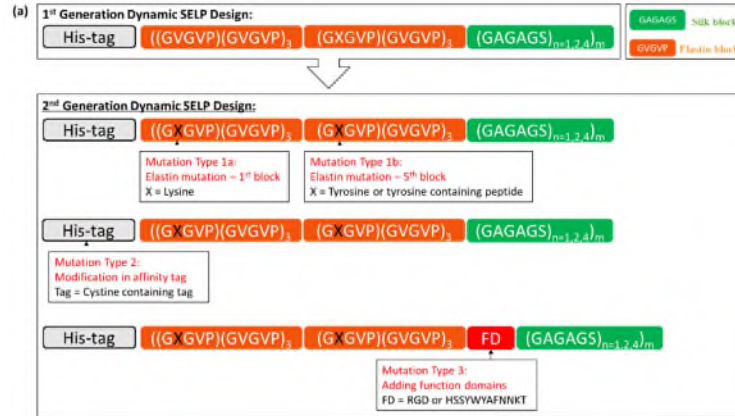 (a)
1st Generation Dynamic SELP Design:
His-tag ((GVGVP)(GVGVP)3 (GXGVP)(GVGVP)3 (GAGAGS)n=1,2,4)m
GAGAGS Silk block
GVGVP Elastin block
2nd Generation Dynamic SELP Design:
His-tag ((GXGVP)(GVGVP)3 (GXGVP)(GVGVP)3 (GAGAGS)n=1,2,4)m
Mutation Type 1a:
Elastin mutation – 1st block
X = Lysine
Mutation Type 1b:
Elastin mutation – 5th block
X = Tyrosine or tyrosine containing peptide
His-tag ((GXGVP)(GVGVP)3 (GXGVP)(GVGVP)3 (GAGAGS)n=1,2,4)m
Mutation Type 2:
Modification in affinity tag
Tag = Cystine containing tag
His-tag ((GXGVP)(GVGVP)3 (GXGVP)(GVGVP)3 FD (GAGAGS)n=1,2,4)m
Mutation Type 3:
Adding function domains
FD = RGD or HSSYWYAFNNKT